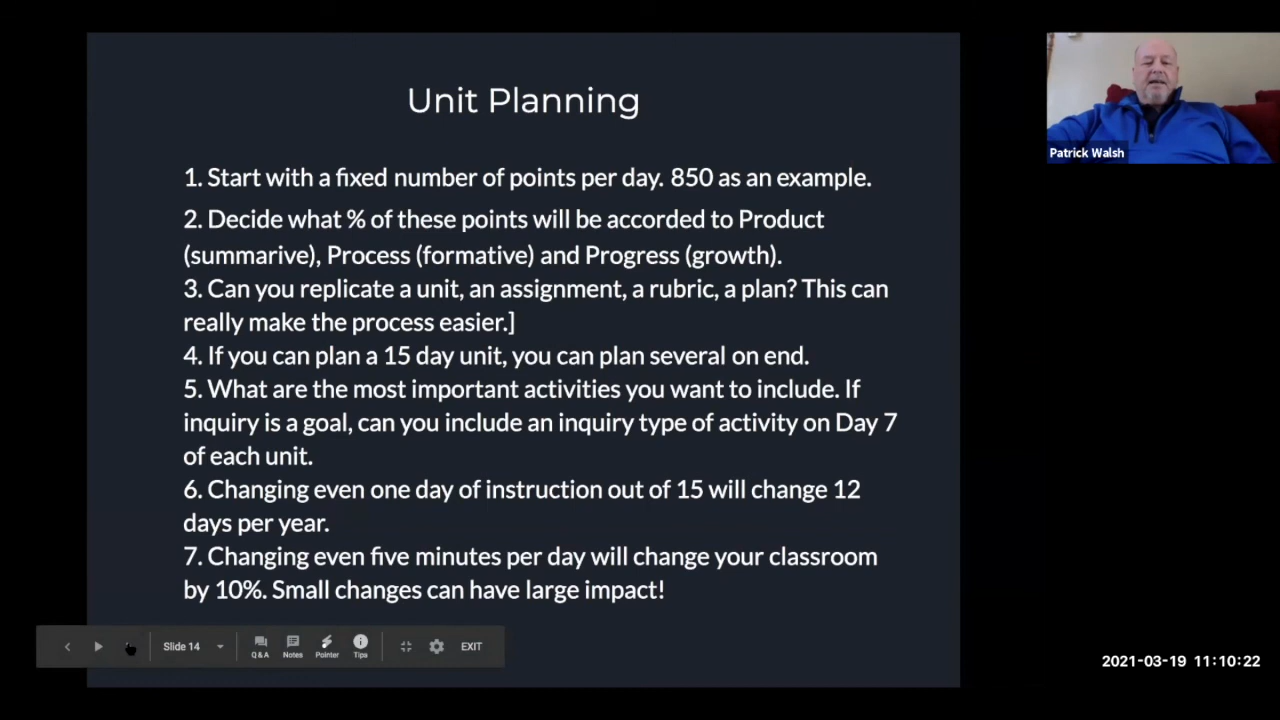 Unit Planning
1. Start with a fixed number of points per day. 850 as an example.
2. Decide what % of these points will be accorded to Product
(summarive), Process (formative) and Progress (growth).
3. Can you replicate a unit, an assignment, a rubric, a plan? This can
really make the process easier.]
4. If you can plan a 15 day unit, you can plan several on end.
5. What are the most important activities you want to include. If
inquiry is a goal, can you include an inquiry type of activity on Day 7
of each unit.
6. Changing even one day of instruction out of 15 will change 12
days per year.
7. Changing even five minutes per day will change your classroom
by 10%. Small changes can have large impact!
Patrick Walsh
Slide 14
Q & A
Notes
Pointer
Tips
EXIT
2021-03-19 11:10:22